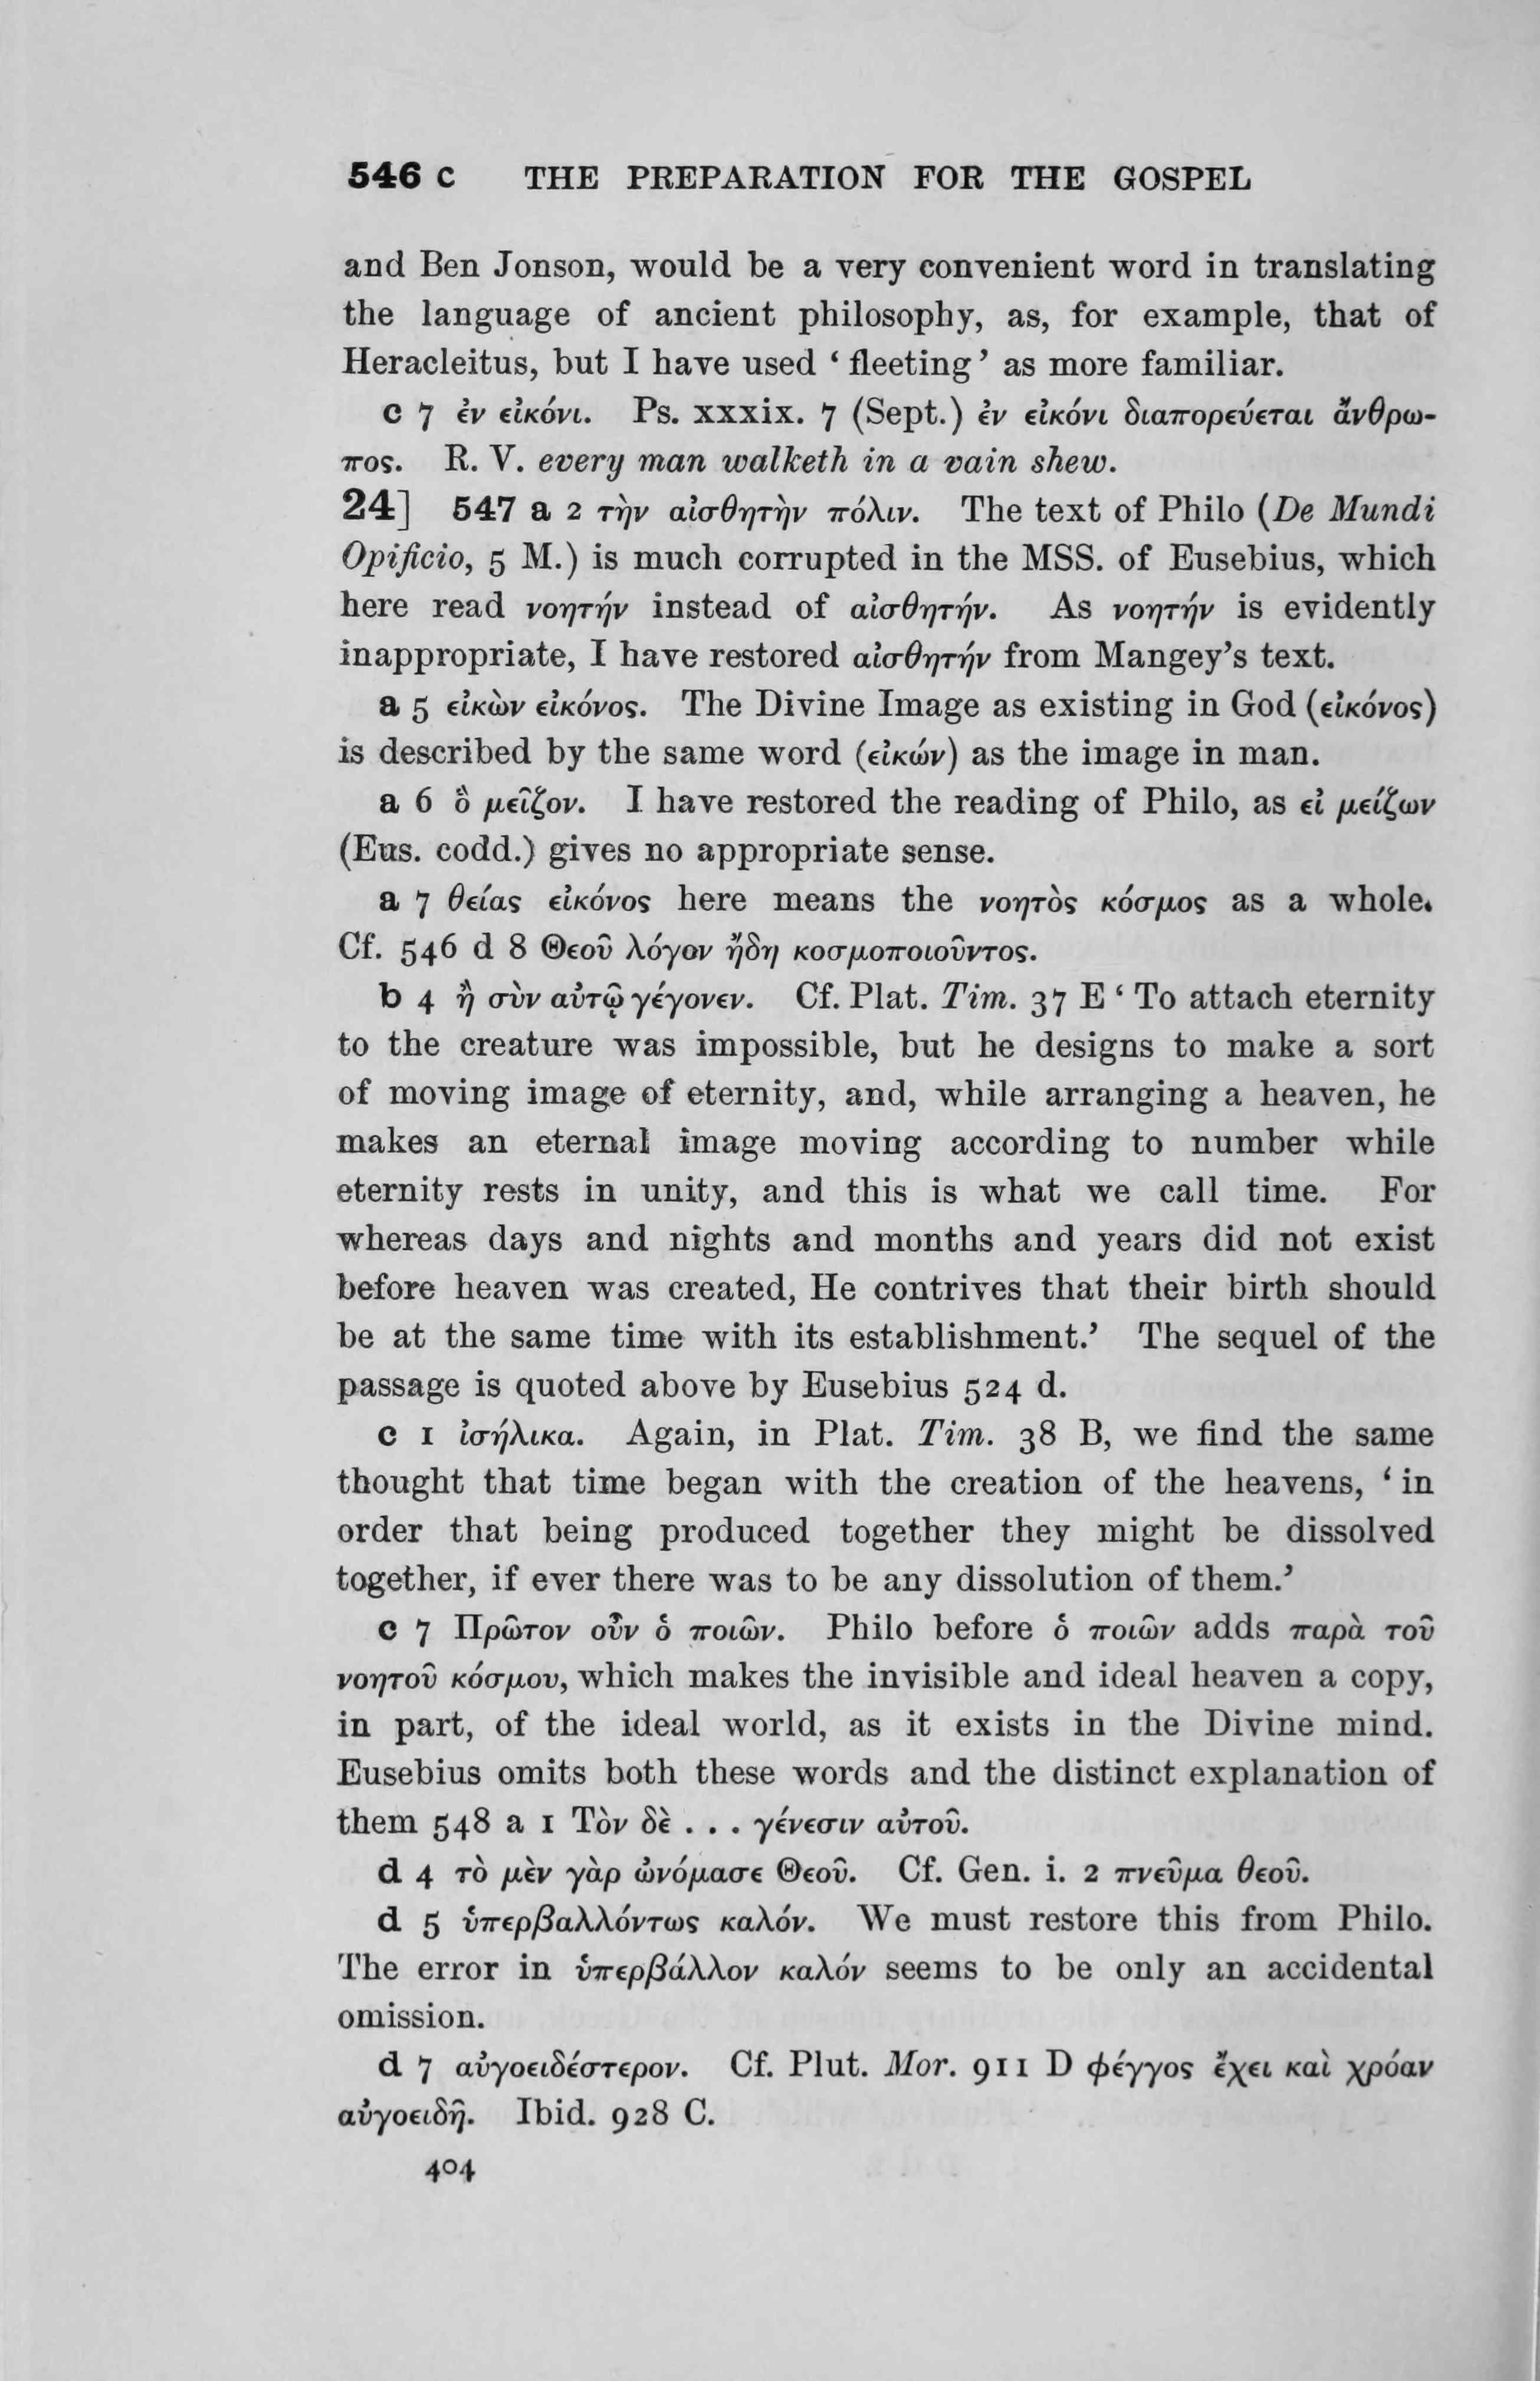 546 c THE PREPARATION FOR THE GOSPEL
and Ben Jonson, would be a very convenient word in translating
the language of ancient philosophy, as, for example, that of
Heracleitus, but I have used ‘ fleeting ’ as more familiar.
c 7 ἐν εἰκόνι. Ps. xxxix. 7 (Sept.) ἐν εἰκόνι διαπορεύεται ἄνθρω-
πος. R. V. every man walketh in a vain shew.
24] 547 a 2 τὴν αἰσθητὴν πόλιν. The text of Philo (De Mundi
Opificio, 5 M.) is much corrupted in the MSS. of Eusebius, which
here read νοητήν instead of αἰσθητήν. As νοητήν is evidently
inappropriate, I have restored αἰσθητήν from Mangey’s text.
a 5 εἰκὼν εἰκόνος. The Divine Image as existing in God (εἰκόνος)
is described by the same word (εἰκών) as the image in man.
a 6 ὃ μεῖζον. I have restored the reading of Philo, as εἰ μείζων
(Eus. codd.) gives no appropriate sense.
a 7 θείας εἰκόνος here means the νοητὸς κόσμος as a whole.
Cf. 546 d 8 Θεοῦ λόγον ἤδη κοσμοποιοῦντος.
b 4 ἢ σὺν αὐτῷ γέγονεν. Cf. Plat. Tim. 37 E ‘ To attach eternity
to the creature was impossible, but he designs to make a sort
of moving image of eternity, and, while arranging a heaven, he
makes an eternal image moving according to number while
eternity rests in unity, and this is what we call time. For
whereas days and nights and months and years did not exist
before heaven was created, He contrives that their birth should
be at the same time with its establishment.’ The sequel of the
passage is quoted above by Eusebius 524 d.
c 1 ἰσήλικα. Again, in Plat. Tim. 38 B, we find the same
thought that time began with the creation of the heavens, ‘ in
order that being produced together they might be dissolved
together, if ever there was to be any dissolution of them.’
c 7 Πρῶτον οὖν ὁ ποιῶν. Philo before ὁ ποιῶν adds παρὰ τοῦ
νοητοῦ κόσμου, which makes the invisible and ideal heaven a copy,
in part, of the ideal world, as it exists in the Divine mind.
Eusebius omits both these words and the distinct explanation of
them 548 a 1 Τὸν δὲ . . . γένεσιν αὐτοῦ.
d 4 τὸ μὲν γὰρ ὠνόμασε Θεοῦ. Cf. Gen. i. 2 πνεῦμα θεοῦ.
d 5 ὑπερβαλλόντως καλόν. We must restore this from Philo.
The error in ὑπερβάλλον καλόν seems to be only an accidental
omission.
d 7 αὐγοειδέστερον. Cf. Plut. Mor. 911 D φέγγος ἔχει καὶ χρόαν
αὐγοειδῆ. Ibid. 928 C.
404